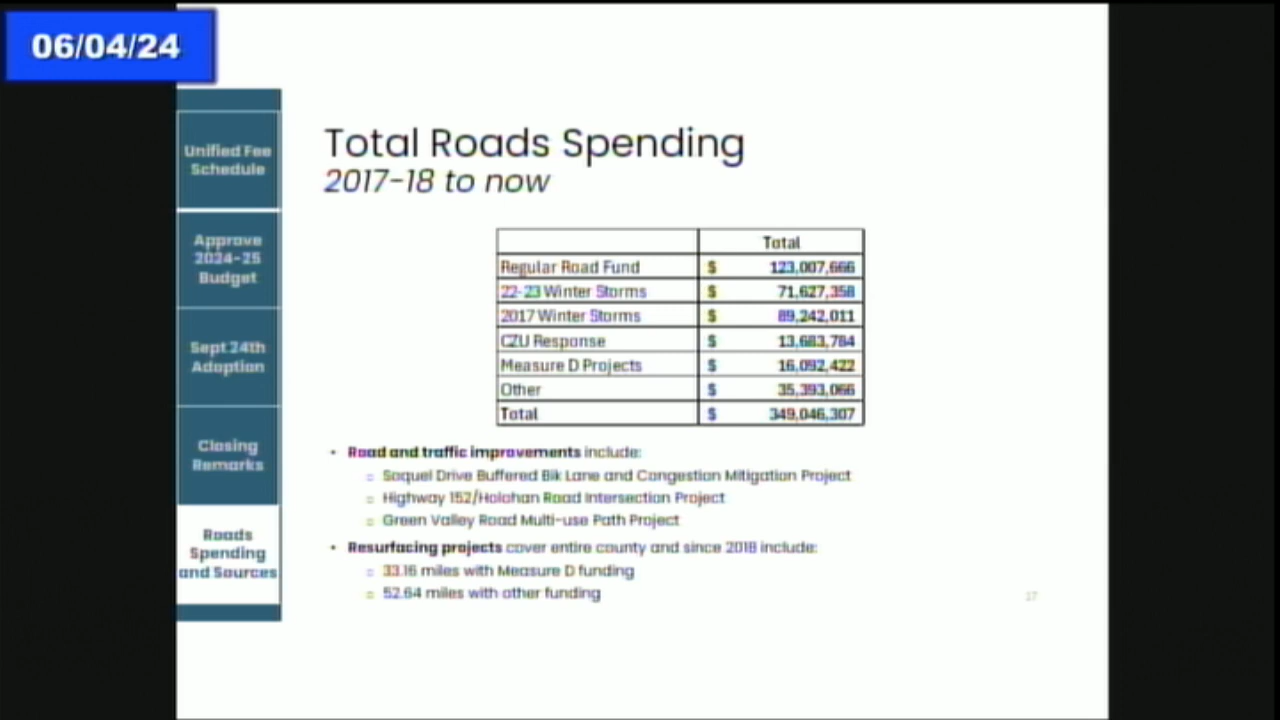 06/04/24
Unified Fee
Schedule
Approve
2024-25
Budget
Sept 24th
Adoption
Closing
Remarks
Roads
Spending
and Sources
Total Roads Spending
2017-18 to now
Total
Regular Road Fund $ 123,007,666
22-23 Winter Storms $ 71,627,358
2017 Winter Storms $ 89,242,011
CZU Response $ 13,683,784
Measure D Projects $ 16,092,422
Other $ 35,393,066
Total $ 349,046,307
• Road and traffic improvements include:
Soquel Drive Buffered Bik Lane and Congestion Mitigation Project
Highway 152/Holohan Road Intersection Project
Green Valley Road Multi-use Path Project
• Resurfacing projects cover entire county and since 2018 include:
33.16 miles with Measure D funding
52.64 miles with other funding
17